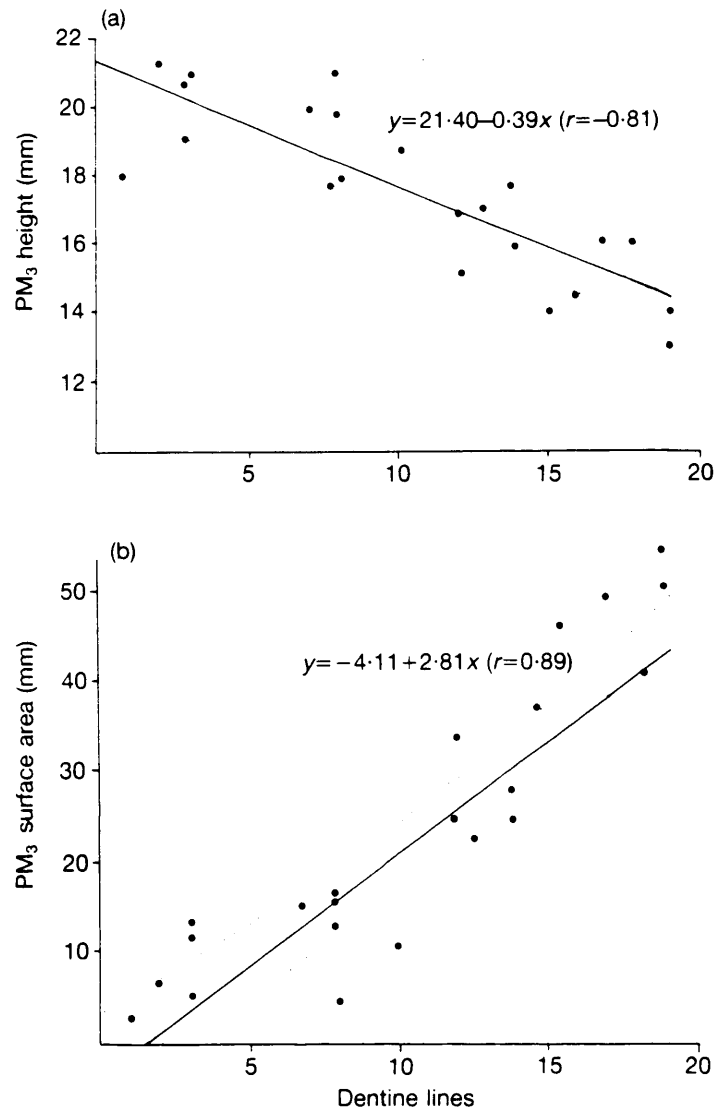 (a)
22
20
18
16
14
12
PM₃ height (mm)
y=21·40–0·39x (r=–0·81)
5 10 15 20
(b)
50
40
30
20
10
PM₃ surface area (mm)
y=–4·11+2·81x (r=0·89)
5 10 15 20
Dentine lines